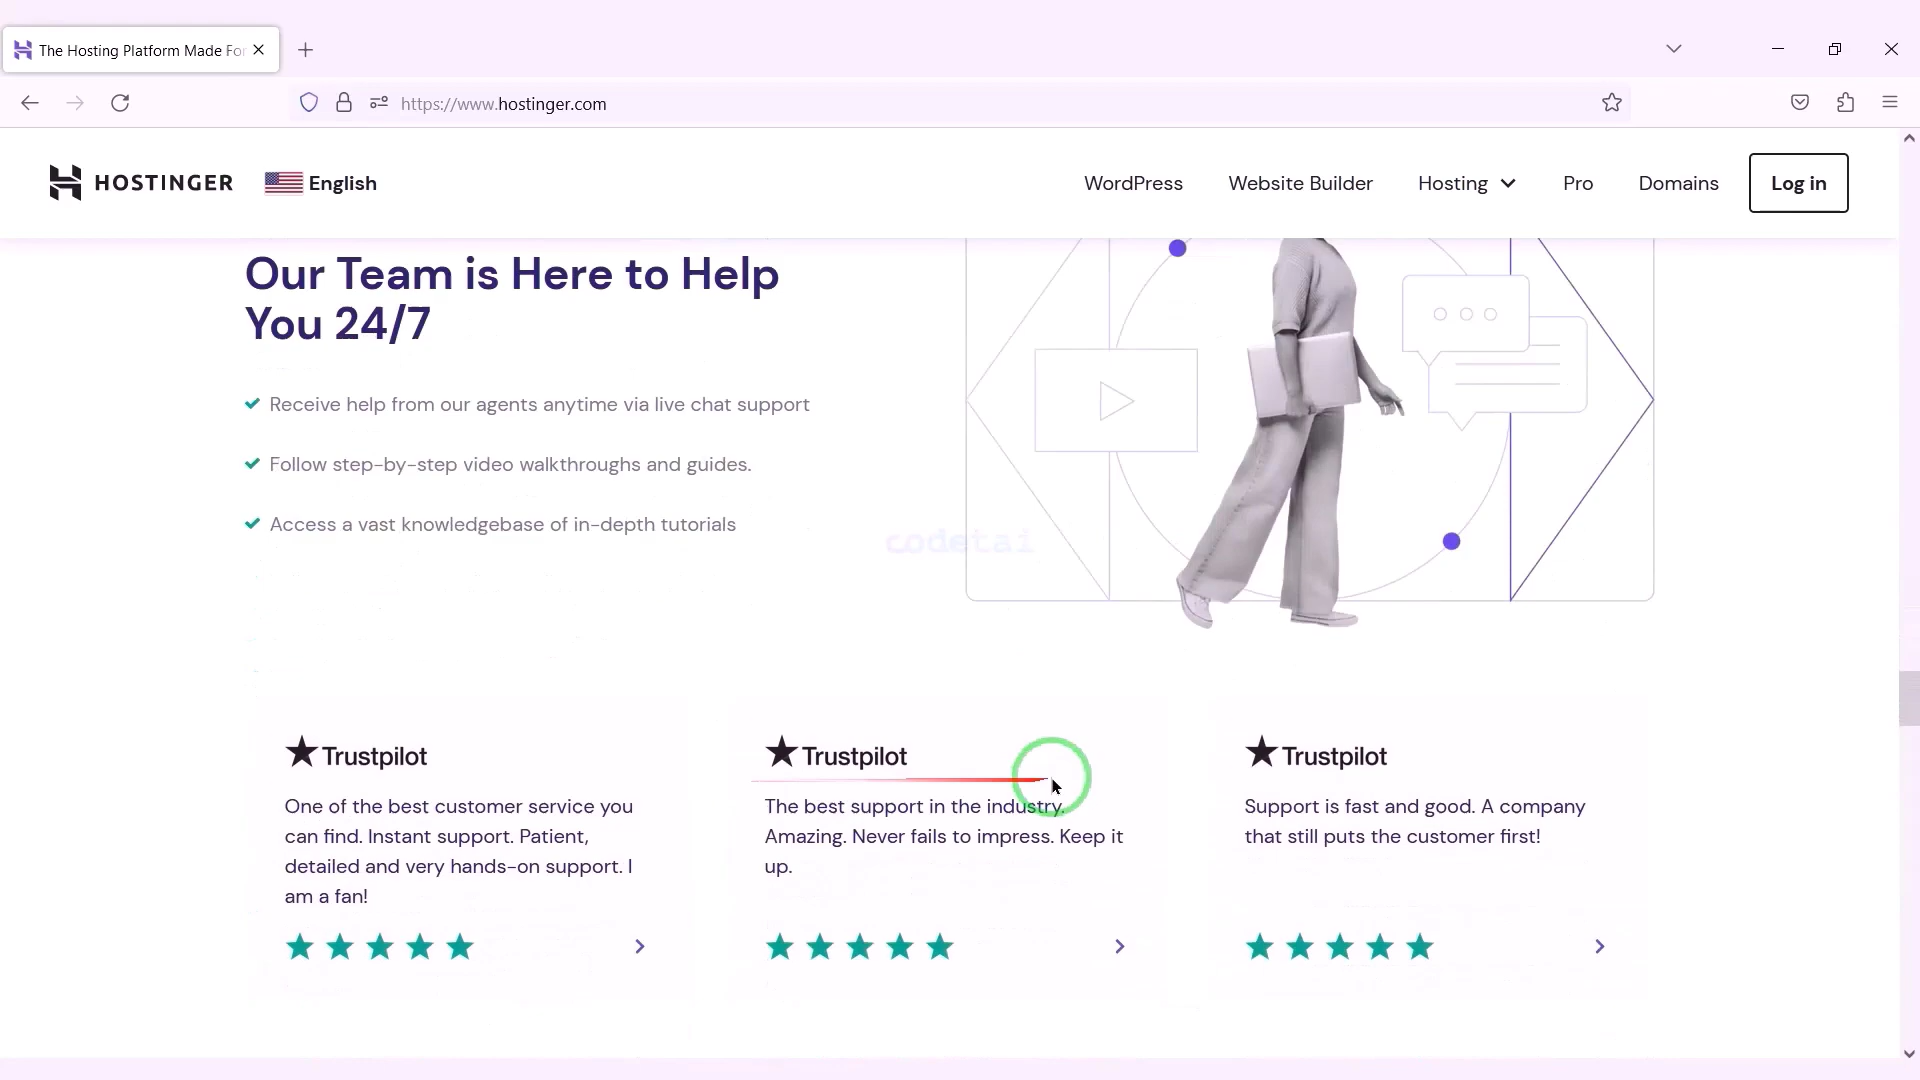 The Hosting Platform Made For
https://www.hostinger.com
HOSTINGER
English
WordPress
Website Builder
Hosting
Pro
Domains
Log in
Our Team is Here to Help
You 24/7
Receive help from our agents anytime via live chat support
Follow step-by-step video walkthroughs and guides.
Access a vast knowledgebase of in-depth tutorials
codetai
Trustpilot
One of the best customer service you
can find. Instant support. Patient,
detailed and very hands-on support. I
am a fan!
Trustpilot
The best support in the industry.
Amazing. Never fails to impress. Keep it
up.
Trustpilot
Support is fast and good. A company
that still puts the customer first!